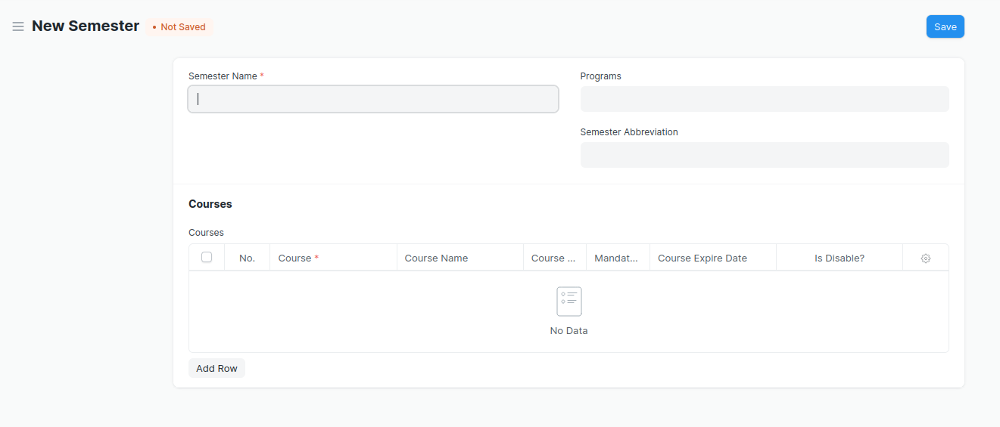 New Semester • Not Saved Save
Semester Name * Programs
Semester Abbreviation
Courses
Courses
No. Course * Course Name Course ... Mandat... Course Expire Date Is Disable?
No Data
Add Row